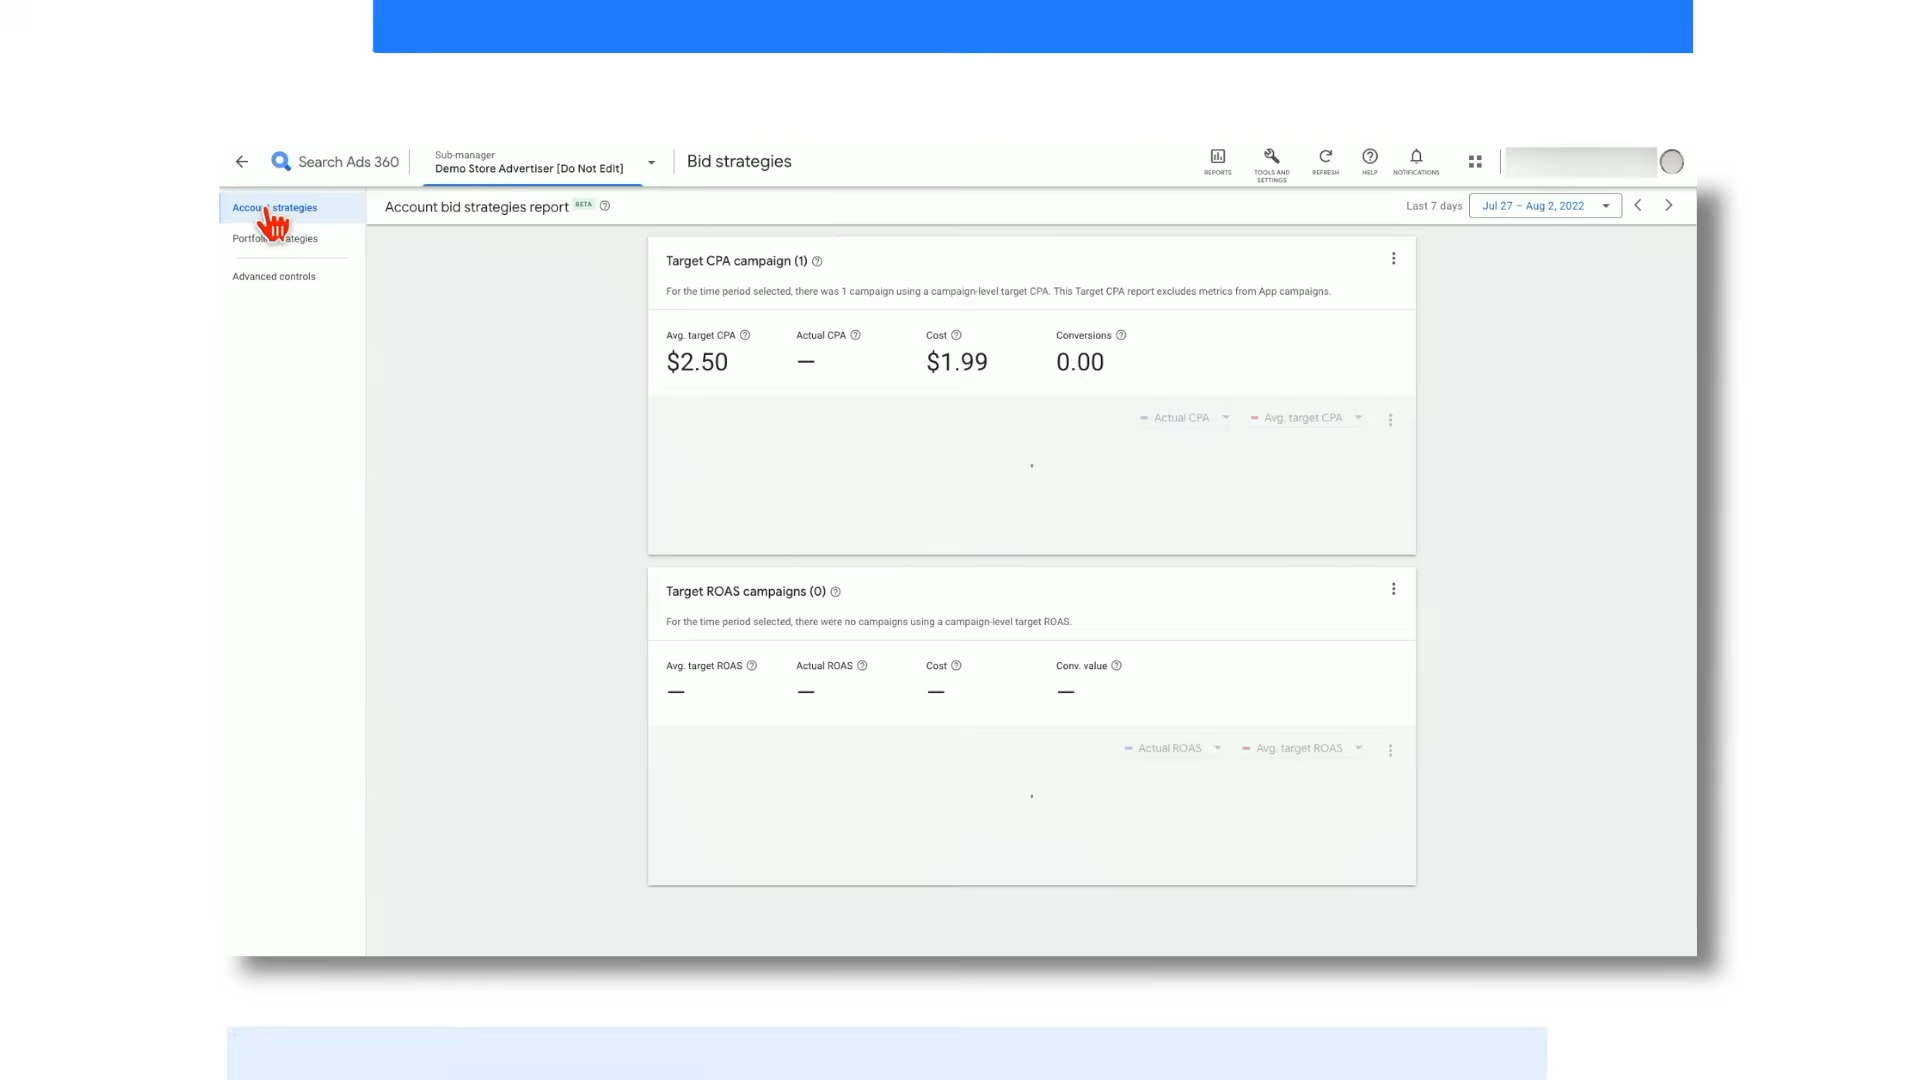 Search Ads 360
Sub-manager
Demo Store Advertiser [Do Not Edit]
Bid strategies
REPORTS
TOOLS AND
SETTINGS
REFRESH
HELP
NOTIFICATIONS
Account strategies
Account bid strategies report BETA
Last 7 days
Jul 27 – Aug 2, 2022
Portfolio strategies
Advanced controls
Target CPA campaign (1)
For the time period selected, there was 1 campaign using a campaign-level target CPA. This Target CPA report excludes metrics from App campaigns.
Avg. target CPA
Actual CPA
Cost
Conversions
$2.50
—
$1.99
0.00
Actual CPA
Avg. target CPA
Target ROAS campaigns (0)
For the time period selected, there were no campaigns using a campaign-level target ROAS.
Avg. target ROAS
Actual ROAS
Cost
Conv. value
—
—
—
—
Actual ROAS
Avg. target ROAS